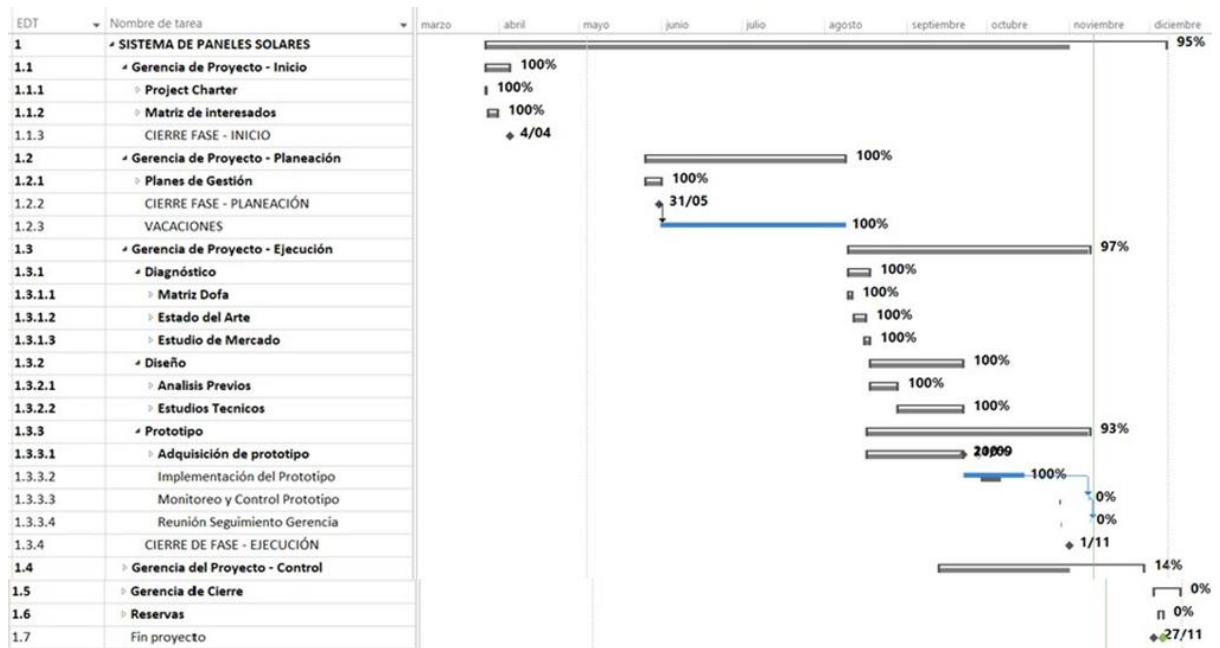 EDT Nombre de tarea marzo abril mayo junio julio agosto septiembre octubre noviembre diciembre
1 SISTEMA DE PANELES SOLARES 95%
1.1 Gerencia de Proyecto - Inicio 100%
1.1.1 Project Charter 100%
1.1.2 Matriz de interesados 100%
1.1.3 CIERRE FASE - INICIO 4/04
1.2 Gerencia de Proyecto - Planeación 100%
1.2.1 Planes de Gestión 100%
1.2.2 CIERRE FASE - PLANEACIÓN 31/05
1.2.3 VACACIONES 100%
1.3 Gerencia de Proyecto - Ejecución 97%
1.3.1 Diagnóstico 100%
1.3.1.1 Matriz Dofa 100%
1.3.1.2 Estado del Arte 100%
1.3.1.3 Estudio de Mercado 100%
1.3.2 Diseño 100%
1.3.2.1 Analisis Previos 100%
1.3.2.2 Estudios Tecnicos 100%
1.3.3 Prototipo 93%
1.3.3.1 Adquisición de prototipo
1.3.3.2 Implementación del Prototipo 100%
1.3.3.3 Monitoreo y Control Prototipo 0%
1.3.3.4 Reunión Seguimiento Gerencia 0%
1.3.4 CIERRE DE FASE - EJECUCIÓN 1/11
1.4 Gerencia del Proyecto - Control 14%
1.5 Gerencia de Cierre 0%
1.6 Reservas 0%
1.7 Fin proyecto 27/11